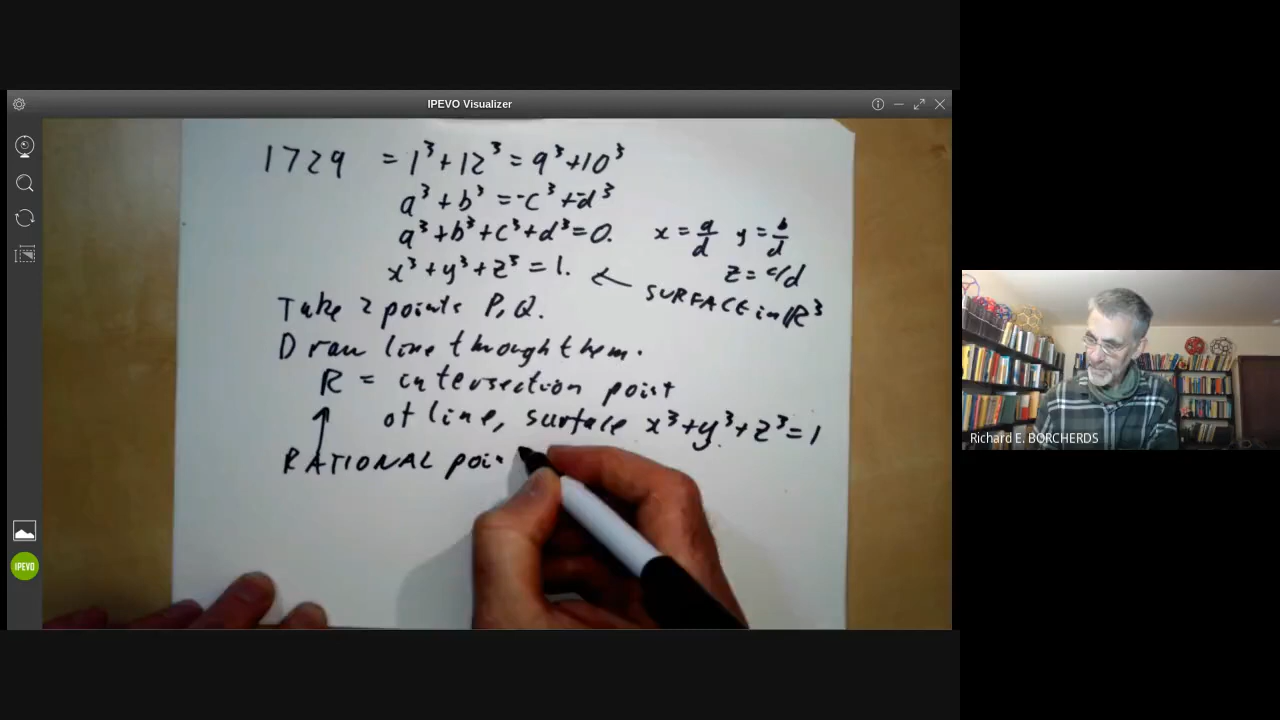 IPEVO Visualizer
1729 = 1³ + 12³ = 9³ + 10³
a³ + b³ = -c³ + -d³
a³ + b³ + c³ + d³ = 0. x = a/d y = b/d
x³ + y³ + z³ = 1. ← z = c/d
SURFACE in ℝ³
Take 2 points P, Q.
Draw line through them.
R = intersection point
of line, surface x³ + y³ + z³ = 1
↑
RATIONAL poin
Richard E. BORCHERDS
IPEVO